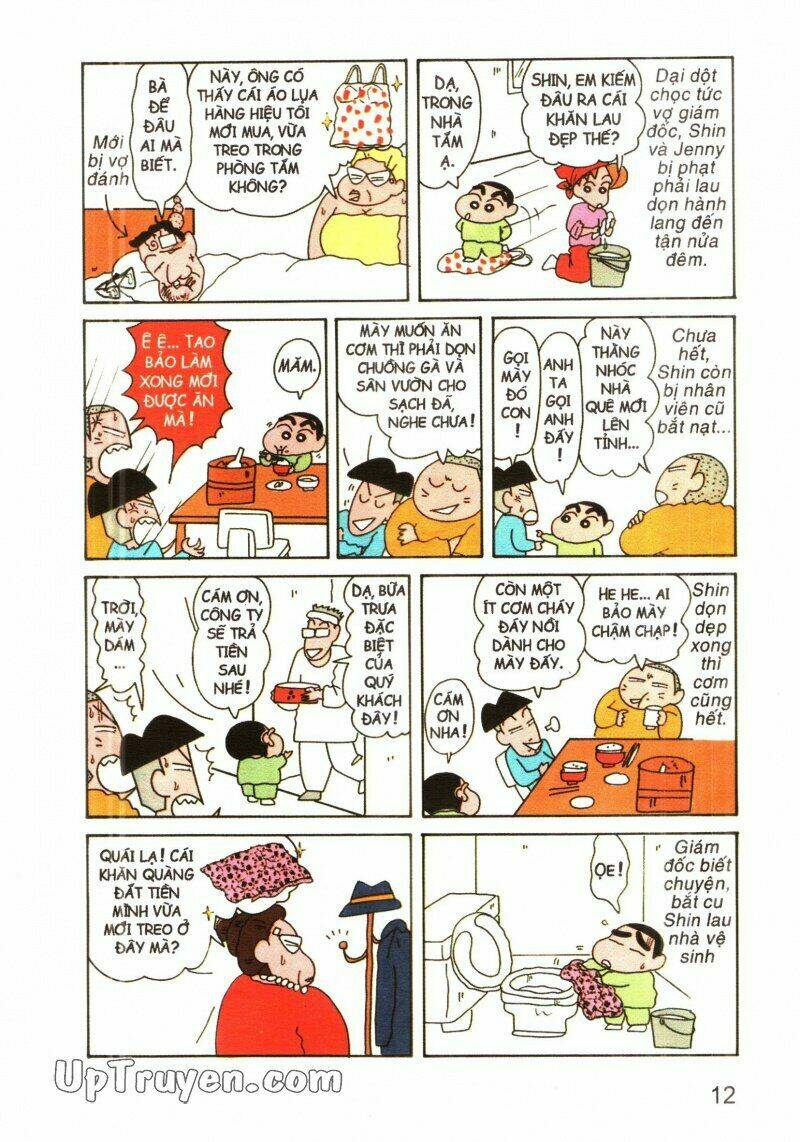 Dại dột
chọc tức
vợ giám
đốc, Shin
và Jenny
bị phạt
phải lau
dọn hành
lang đến
tận nửa
đêm.
SHIN, EM KIẾM
ĐÂU RA CÁI
KHĂN LAU
ĐẸP THẾ?
DẠ,
TRONG
NHÀ
TẮM
Ạ.
NÀY, ÔNG CÓ
THẤY CÁI ÁO LỤA
HÀNG HIỆU TÔI
MỚI MUA, VỪA
TREO TRONG
PHÒNG TẮM
KHÔNG?
BÀ
ĐỂ
ĐÂU
AI MÀ
BIẾT.
Mới
bị vợ
đánh
Chưa
hết,
Shin còn
bị nhân
viên cũ
bắt nạt...
NÀY
THẰNG
NHÓC
NHÀ
QUÊ MỚI
LÊN
TỈNH...
ANH
TA
GỌI
ANH
ĐẤY!
GỌI
MÀY
ĐÓ
CON!
MÀY MUỐN ĂN
CƠM THÌ PHẢI DỌN
CHUỒNG GÀ VÀ
SÂN VƯỜN CHO
SẠCH ĐÃ,
NGHE CHƯA!
MĂM.
Ê Ê... TAO
BẢO LÀM
XONG MỚI
ĐƯỢC ĂN
MÀ!
Shin
dọn
dẹp
xong
thì
cơm
cũng
hết.
HE HE... AI
BẢO MÀY
CHẬM CHẠP!
CÒN MỘT
ÍT CƠM CHÁY
ĐÁY NỒI
DÀNH CHO
MÀY ĐẤY.
CÁM
ƠN
NHA!
DẠ, BỮA
TRƯA
ĐẶC
BIỆT
CỦA
QUÝ
KHÁCH
ĐÂY!
CÁM ƠN,
CÔNG TY
SẼ TRẢ
TIỀN
SAU
NHÉ!
TRỜI,
MÀY
DÁM
...
Giám
đốc biết
chuyện,
bắt cu
Shin lau
nhà vệ
sinh
ỌE!
QUÁI LẠ! CÁI
KHĂN QUÀNG
ĐẮT TIỀN
MÌNH VỪA
MỚI TREO Ở
ĐÂY MÀ?
UpTruyen.com
12